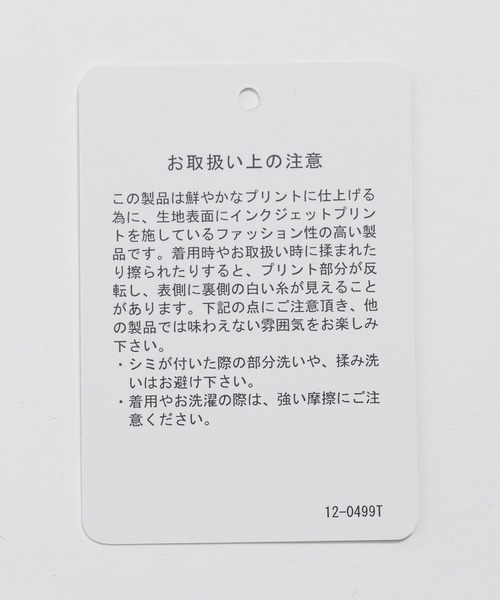 お取扱い上の注意
この製品は鮮やかなプリントに仕上げる
為に、生地表面にインクジェットプリン
トを施しているファッション性の高い製
品です。着用時やお取扱い時に揉まれた
り擦られたりすると、プリント部分が反
転し、表側に裏側の白い糸が見えること
があります。下記の点にご注意頂き、他
の製品では味わえない雰囲気をお楽しみ
下さい。
・シミが付いた際の部分洗いや、揉み洗
いはお避け下さい。
・着用やお洗濯の際は、強い摩擦にご注
意ください。
12-0499T